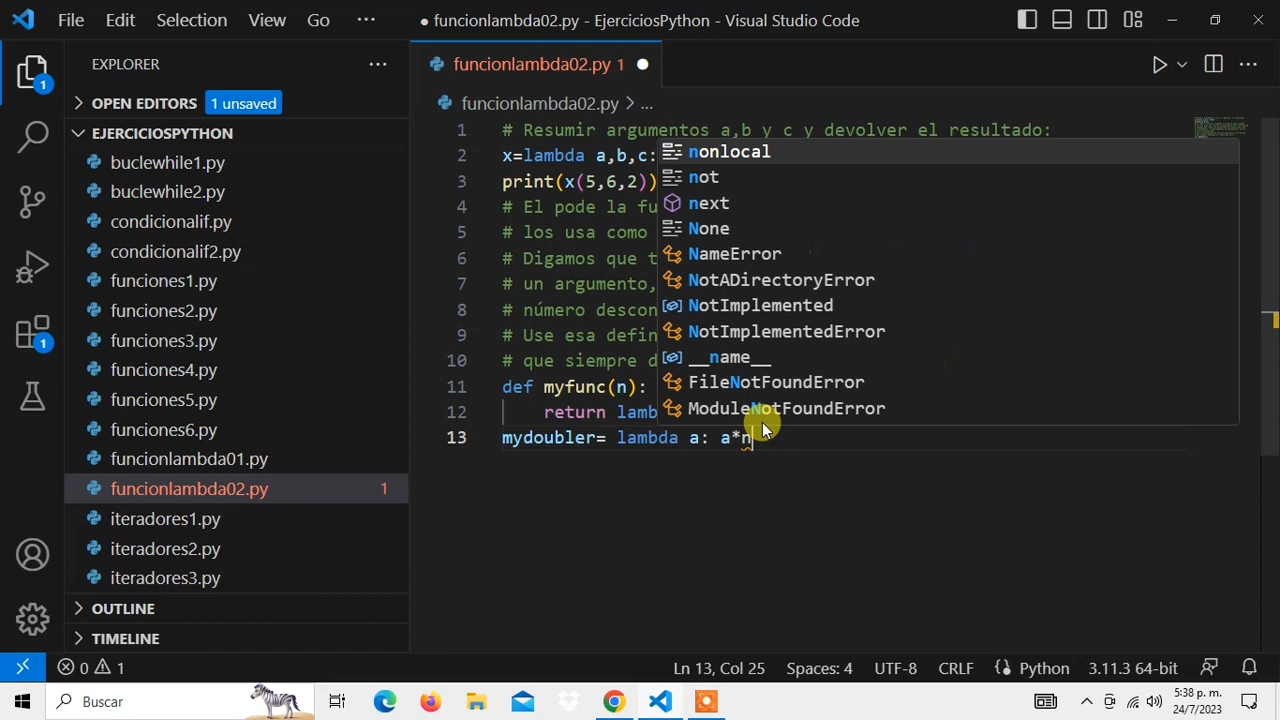 File Edit Selection View Go ··· ● funcionlambda02.py - EjerciciosPython - Visual Studio Code
EXPLORER ···
OPEN EDITORS 1 unsaved
EJERCICIOSPYTHON
buclewhile1.py
buclewhile2.py
condicionalif.py
condicionalif2.py
funciones1.py
funciones2.py
funciones3.py
funciones4.py
funciones5.py
funciones6.py
funcionlambda01.py
funcionlambda02.py 1
iteradores1.py
iteradores2.py
iteradores3.py
OUTLINE
TIMELINE
1
1
funcionlambda02.py 1 ●
funcionlambda02.py > ...
1 # Resumir argumentos a,b y c y devolver el resultado:
2 x=lambda a,b,c:
3 print(x(5,6,2))
4 # El pode la fu
5 # los usa como
6 # Digamos que t
7 # un argumento,
8 # número descon
9 # Use esa defin
10 # que siempre d
11 def myfunc(n):
12 return lamb
13 mydoubler= lambda a: a*n
nonlocal
not
next
None
NameError
NotADirectoryError
NotImplemented
NotImplementedError
__name__
FileNotFoundError
ModuleNotFoundError
0 1 Ln 13, Col 25 Spaces: 4 UTF-8 CRLF Python 3.11.3 64-bit
Buscar 5:38 p. m.
24/7/2023